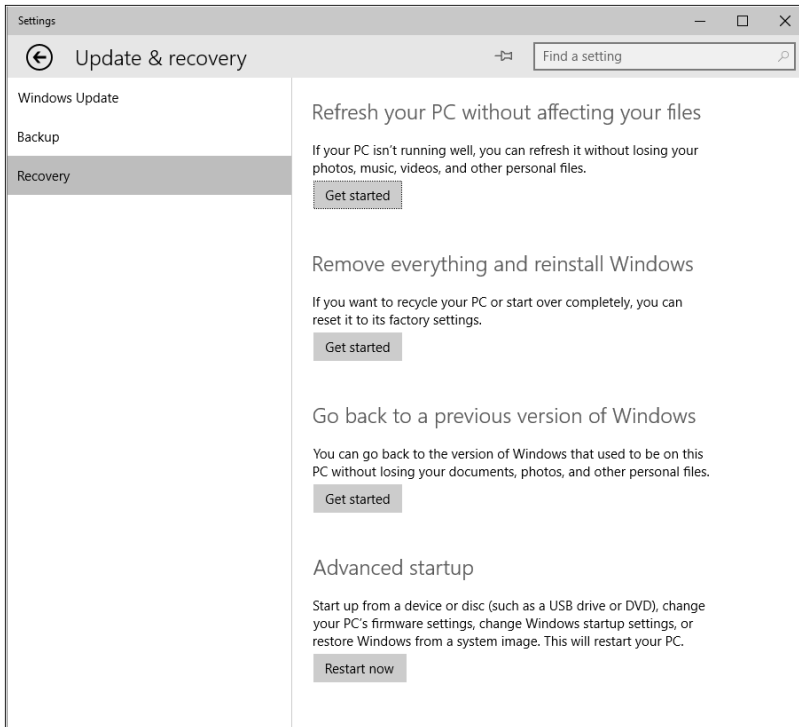 Settings
Update & recovery
Find a setting
Windows Update
Backup
Recovery
Refresh your PC without affecting your files
If your PC isn’t running well, you can refresh it without losing your
photos, music, videos, and other personal files.
Get started
Remove everything and reinstall Windows
If you want to recycle your PC or start over completely, you can
reset it to its factory settings.
Get started
Go back to a previous version of Windows
You can go back to the version of Windows that used to be on this
PC without losing your documents, photos, and other personal files.
Get started
Advanced startup
Start up from a device or disc (such as a USB drive or DVD), change
your PC’s firmware settings, change Windows startup settings, or
restore Windows from a system image. This will restart your PC.
Restart now